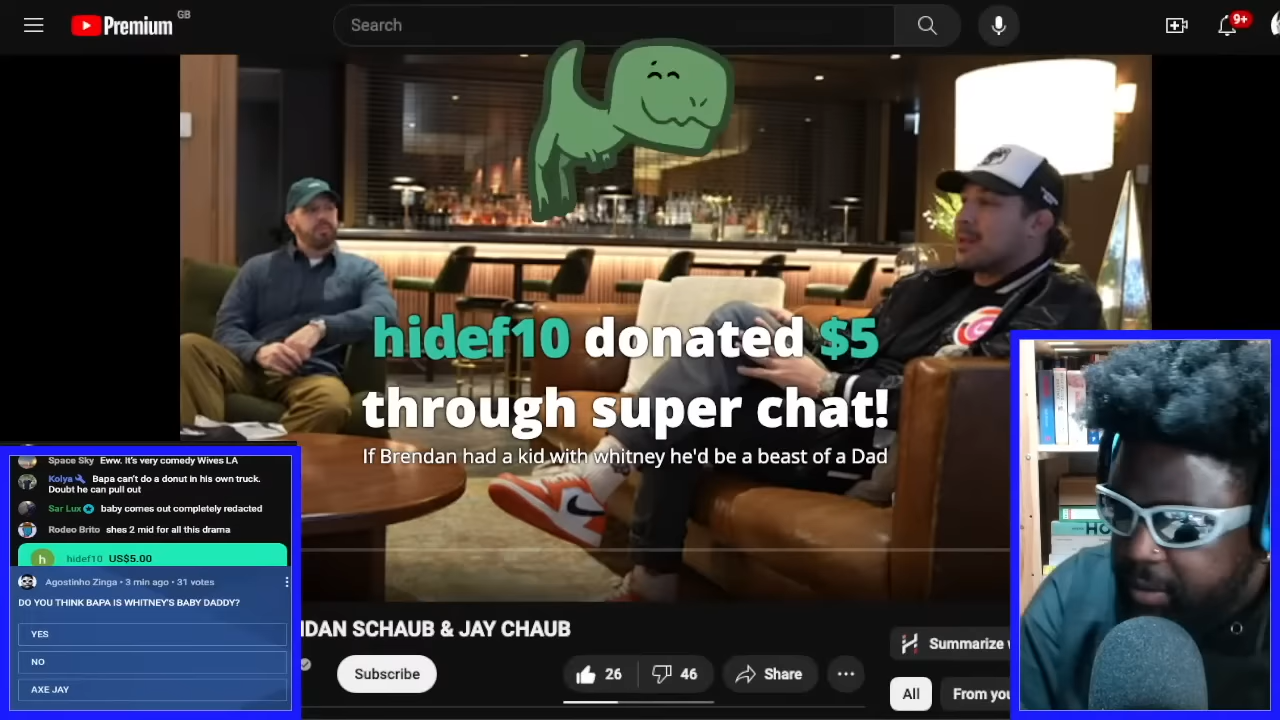 Premium GB
Search
9+
hidef10 donated $5
through super chat!
If Brendan had a kid with whitney he'd be a beast of a Dad
Space Sky Eww. It's very comedy Wives LA
Kolya Bapa can't do a donut in his own truck.
Doubt he can pull out
Sar Lux baby comes out completely redacted
Rodeo Brito shes 2 mid for all this drama
h hidef10 US$5.00
Agostinho Zinga • 3 min ago • 31 votes
DO YOU THINK BAPA IS WHITNEY'S BABY DADDY?
YES
NO
AXE JAY
IDAN SCHAUB & JAY CHAUB
Subscribe
26
46
Share
Summarize
All
From you